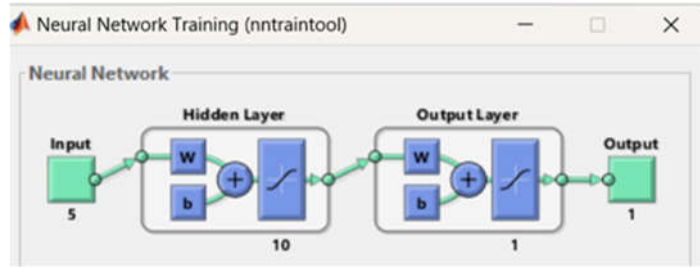 Neural Network Training (nntraintool)
Neural Network
Hidden Layer
Output Layer
Input
W
b
+
W
b
+
Output
5
10
1
1